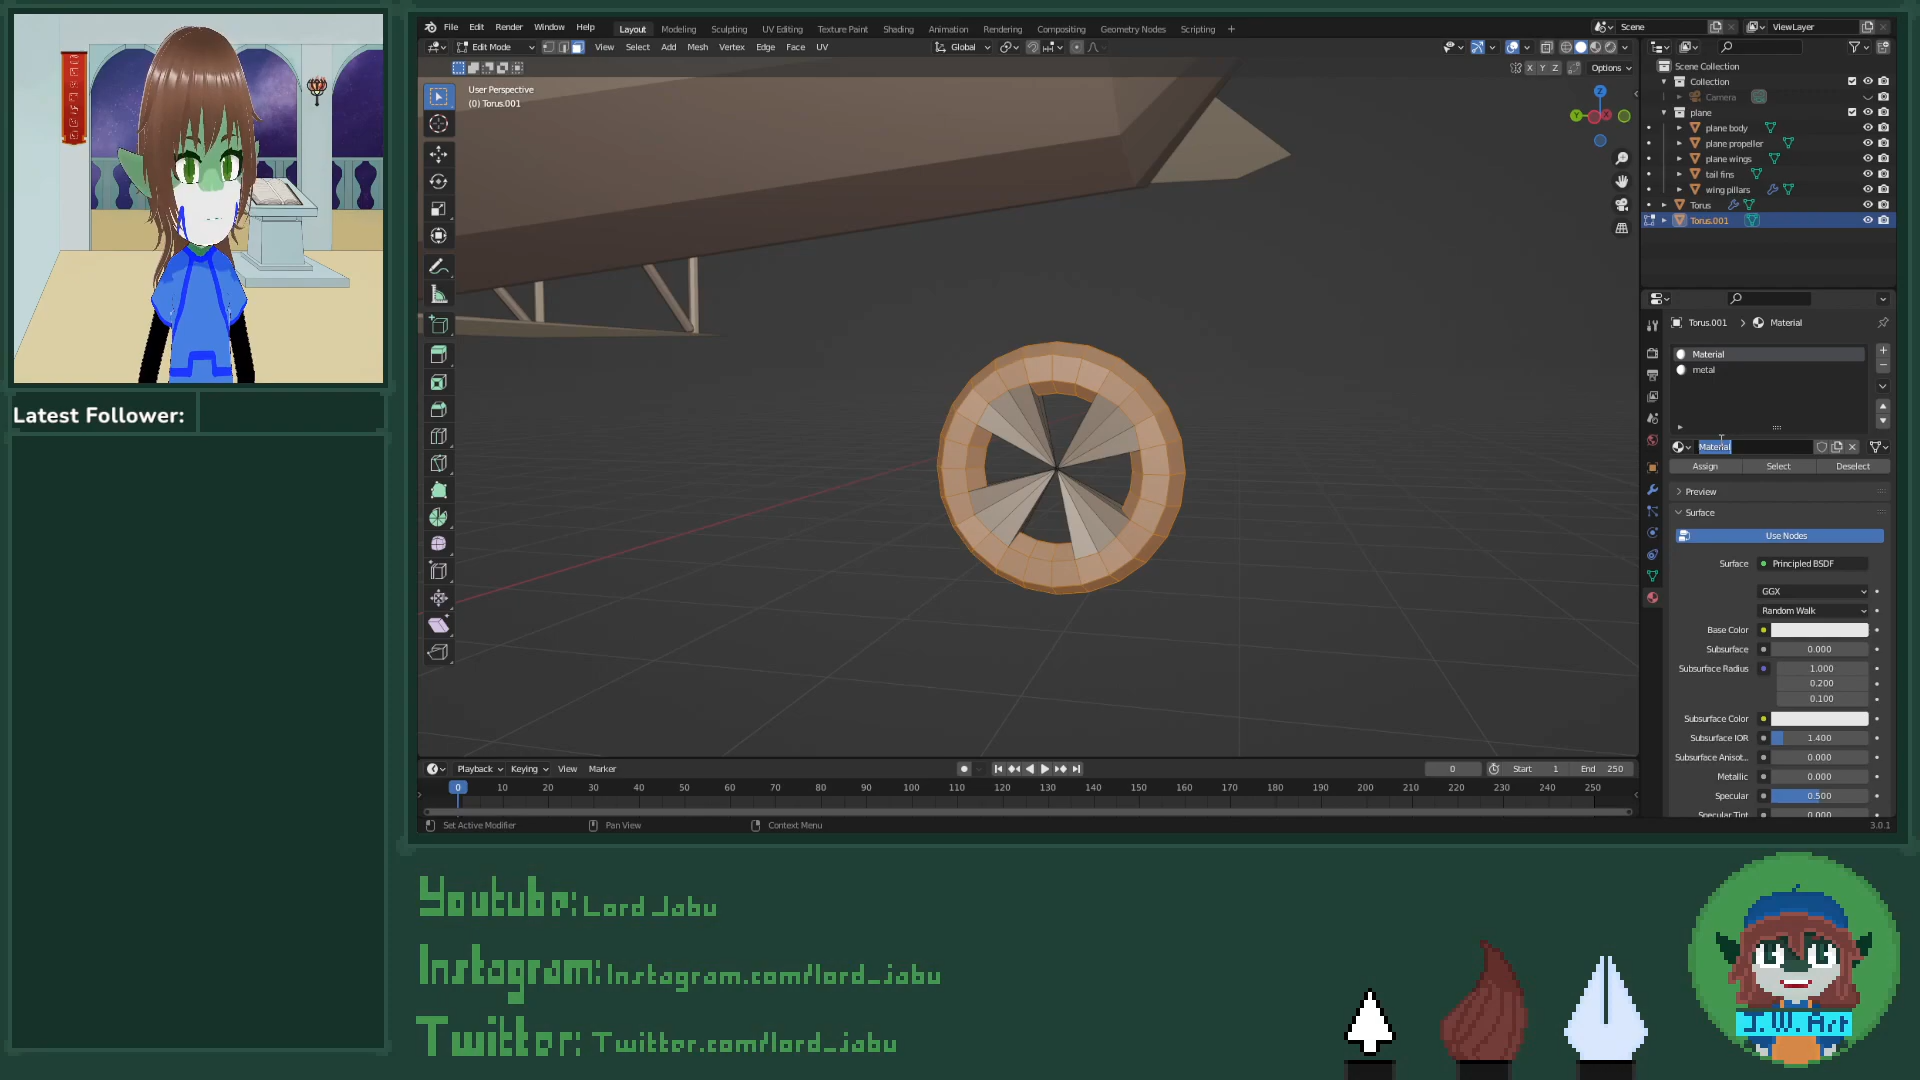 File Edit Render Window Help Layout Modeling Sculpting UV Editing Texture Paint Shading Animation Rendering Compositing Geometry Nodes Scripting + Scene ViewLayer
Edit Mode View Select Add Mesh Vertex Edge Face UV Global
X Y Z Options
User Perspective
(0) Torus.001
Z
Y
X
Scene Collection
Collection
Camera
plane
plane body
plane propeller
plane wings
tail fins
wing pillars
Torus
Torus.001
Torus.001 > Material
Material
metal
Material
Assign Select Deselect
Preview
Surface
Use Nodes
Surface Principled BSDF
GGX
Random Walk
Base Color
Subsurface 0.000
Subsurface Radius 1.000
0.200
0.100
Subsurface Color
Subsurface IOR 1.400
Subsurface Anisot.. 0.000
Metallic 0.000
Specular 0.500
Specular Tint 0.000
Playback Keying View Marker 0 Start 1 End 250
0 10 20 30 40 50 60 70 80 90 100 110 120 130 140 150 160 170 180 190 200 210 220 230 240 250
Set Active Modifier Pan View Context Menu 3.0.1
Latest Follower:
Youtube: Lord Jabu
Instagram: Instagram.com/lord_jabu
Twitter: Twitter.com/lord_jabu
J.W. Art